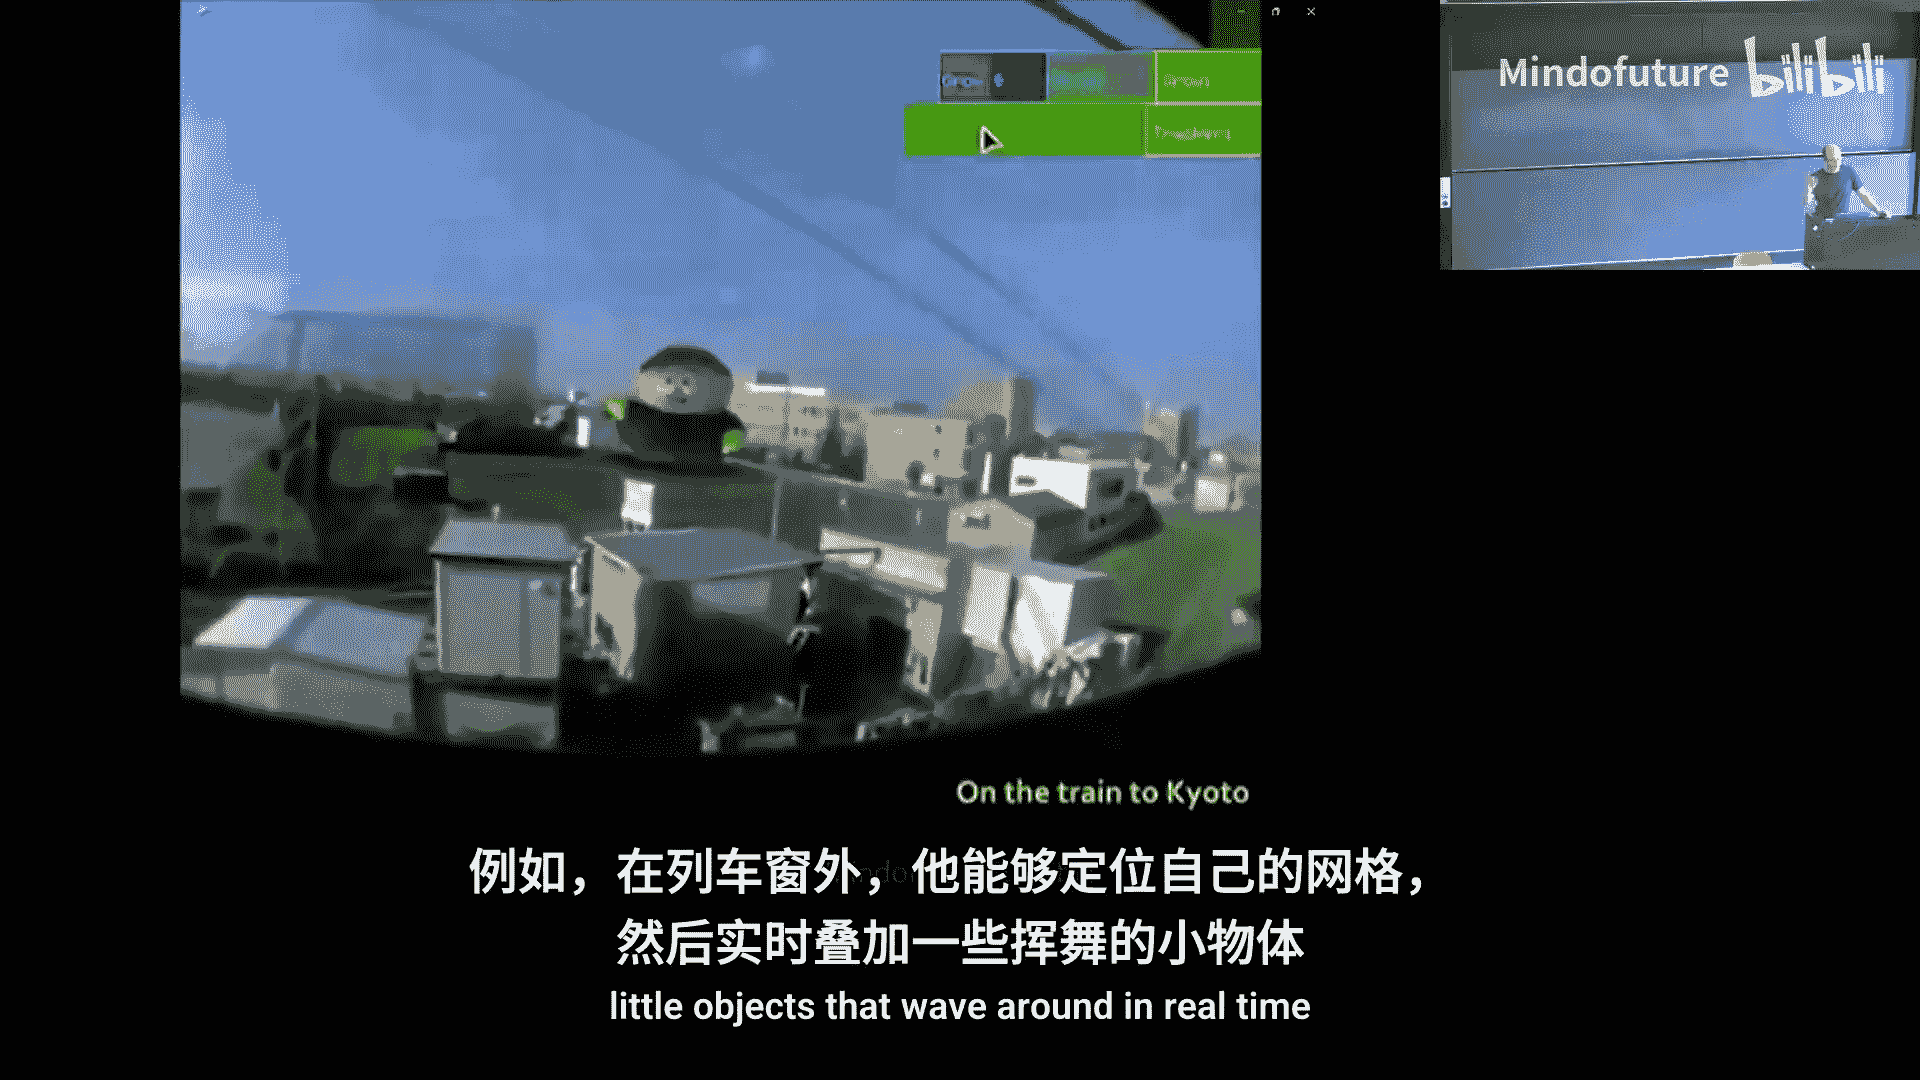 Mindofuture bilibili
On the train to Kyoto
例如，在列车窗外，他能够定位自己的网格，
然后实时叠加一些挥舞的小物体
little objects that wave around in real time